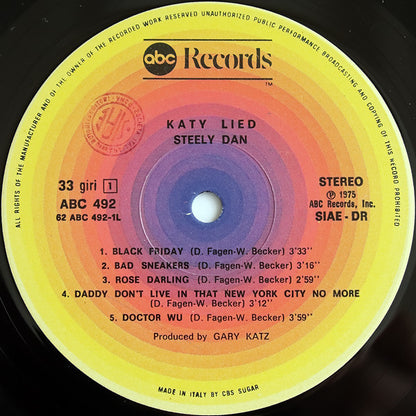 ALL RIGHTS OF THE MANUFACTURER AND OF THE OWNER OF THE RECORDED WORK RESERVED UNAUTHORIZED PUBLIC PERFORMANCE BROADCASTING AND COPYING OF THIS RECORD PROHIBITED
abc Records
TM
KATY LIED
STEELY DAN
33 giri 1
ABC 492
62 ABC 492-1L
STEREO
℗ 1975
ABC Records, Inc.
SIAE-DR
1. BLACK FRIDAY (D. Fagen-W. Becker) 3'33''
2. BAD SNEAKERS (D. Fagen-W. Becker) 3'16''
3. ROSE DARLING (D. Fagen-W. Becker) 2'59''
4. DADDY DON'T LIVE IN THAT NEW YORK CITY NO MORE
(D. Fagen-W. Becker) 3'12''
5. DOCTOR WU (D. Fagen-W. Becker) 3'59''
Produced by GARY KATZ
MADE IN ITALY BY CBS SUGAR